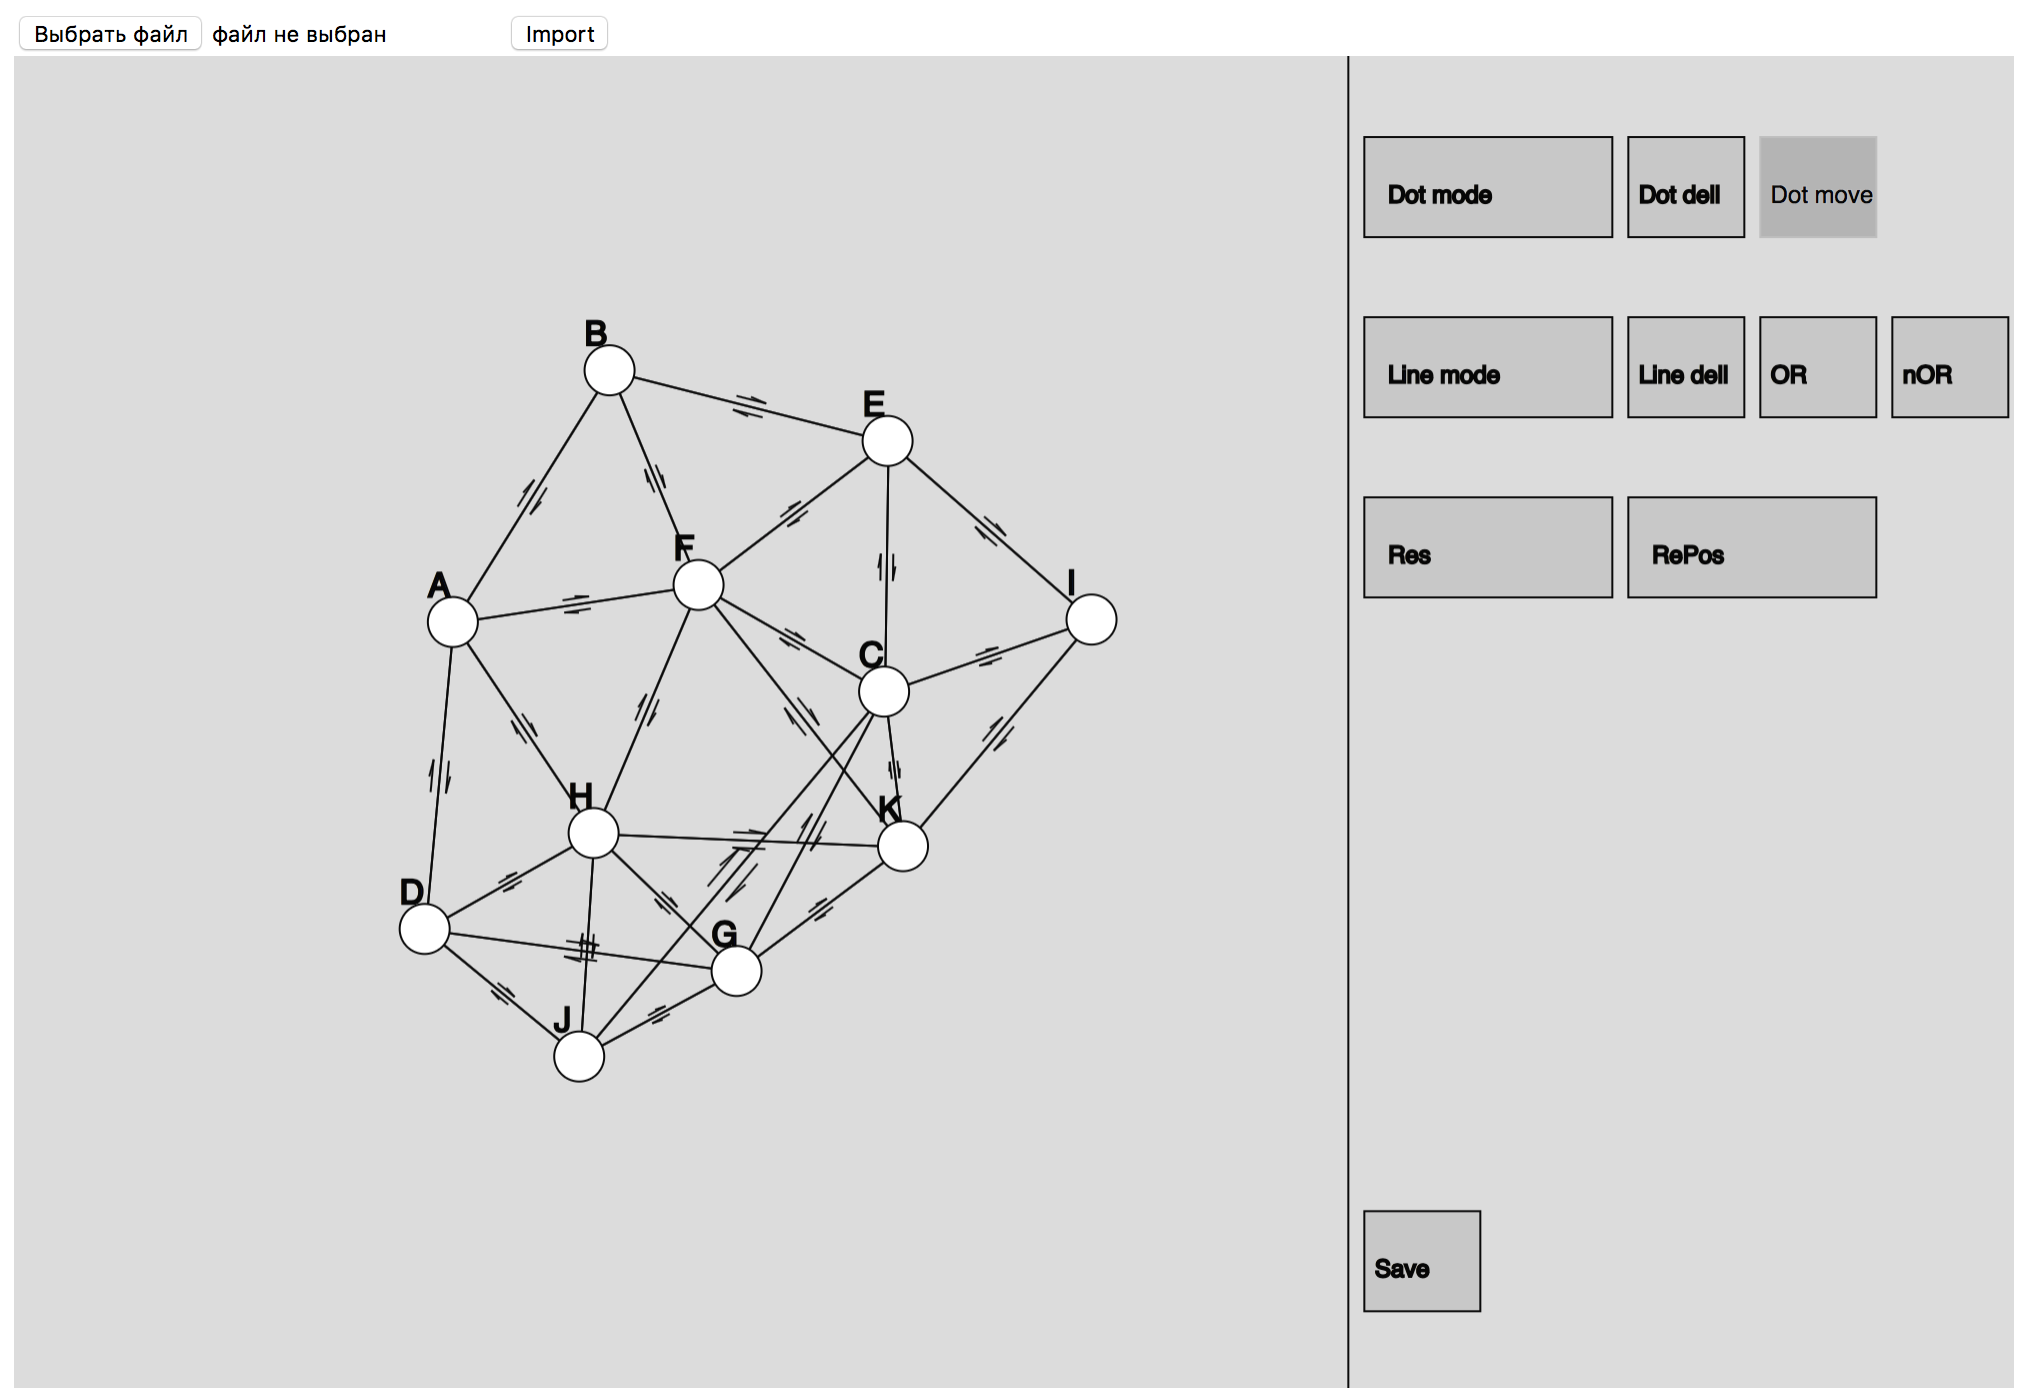 Выбрать файл файл не выбран Import
Dot mode Dot dell Dot move
B
E
Line mode Line dell OR nOR
F
A
I
Res RePos
C
H
K
D
G
J
Save